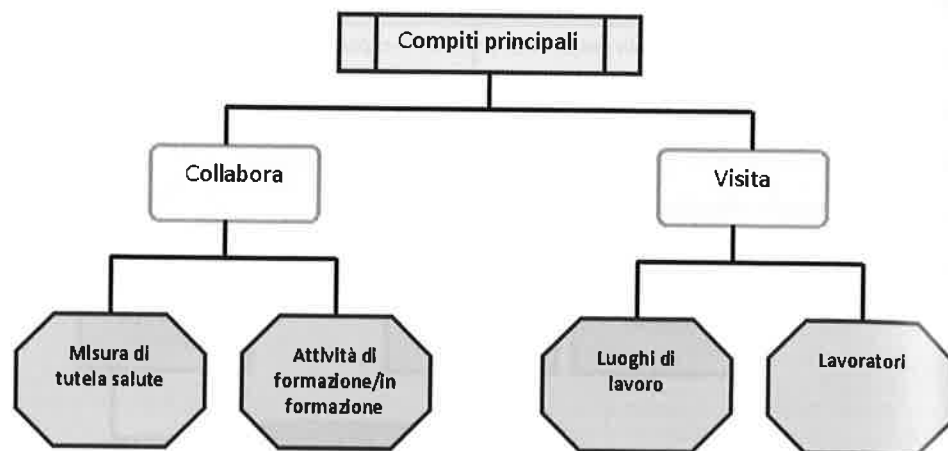 Compiti principali
Collabora
Visita
Misura di
tutela salute
Attività di
formazione/in
formazione
Luoghi di
lavoro
Lavoratori